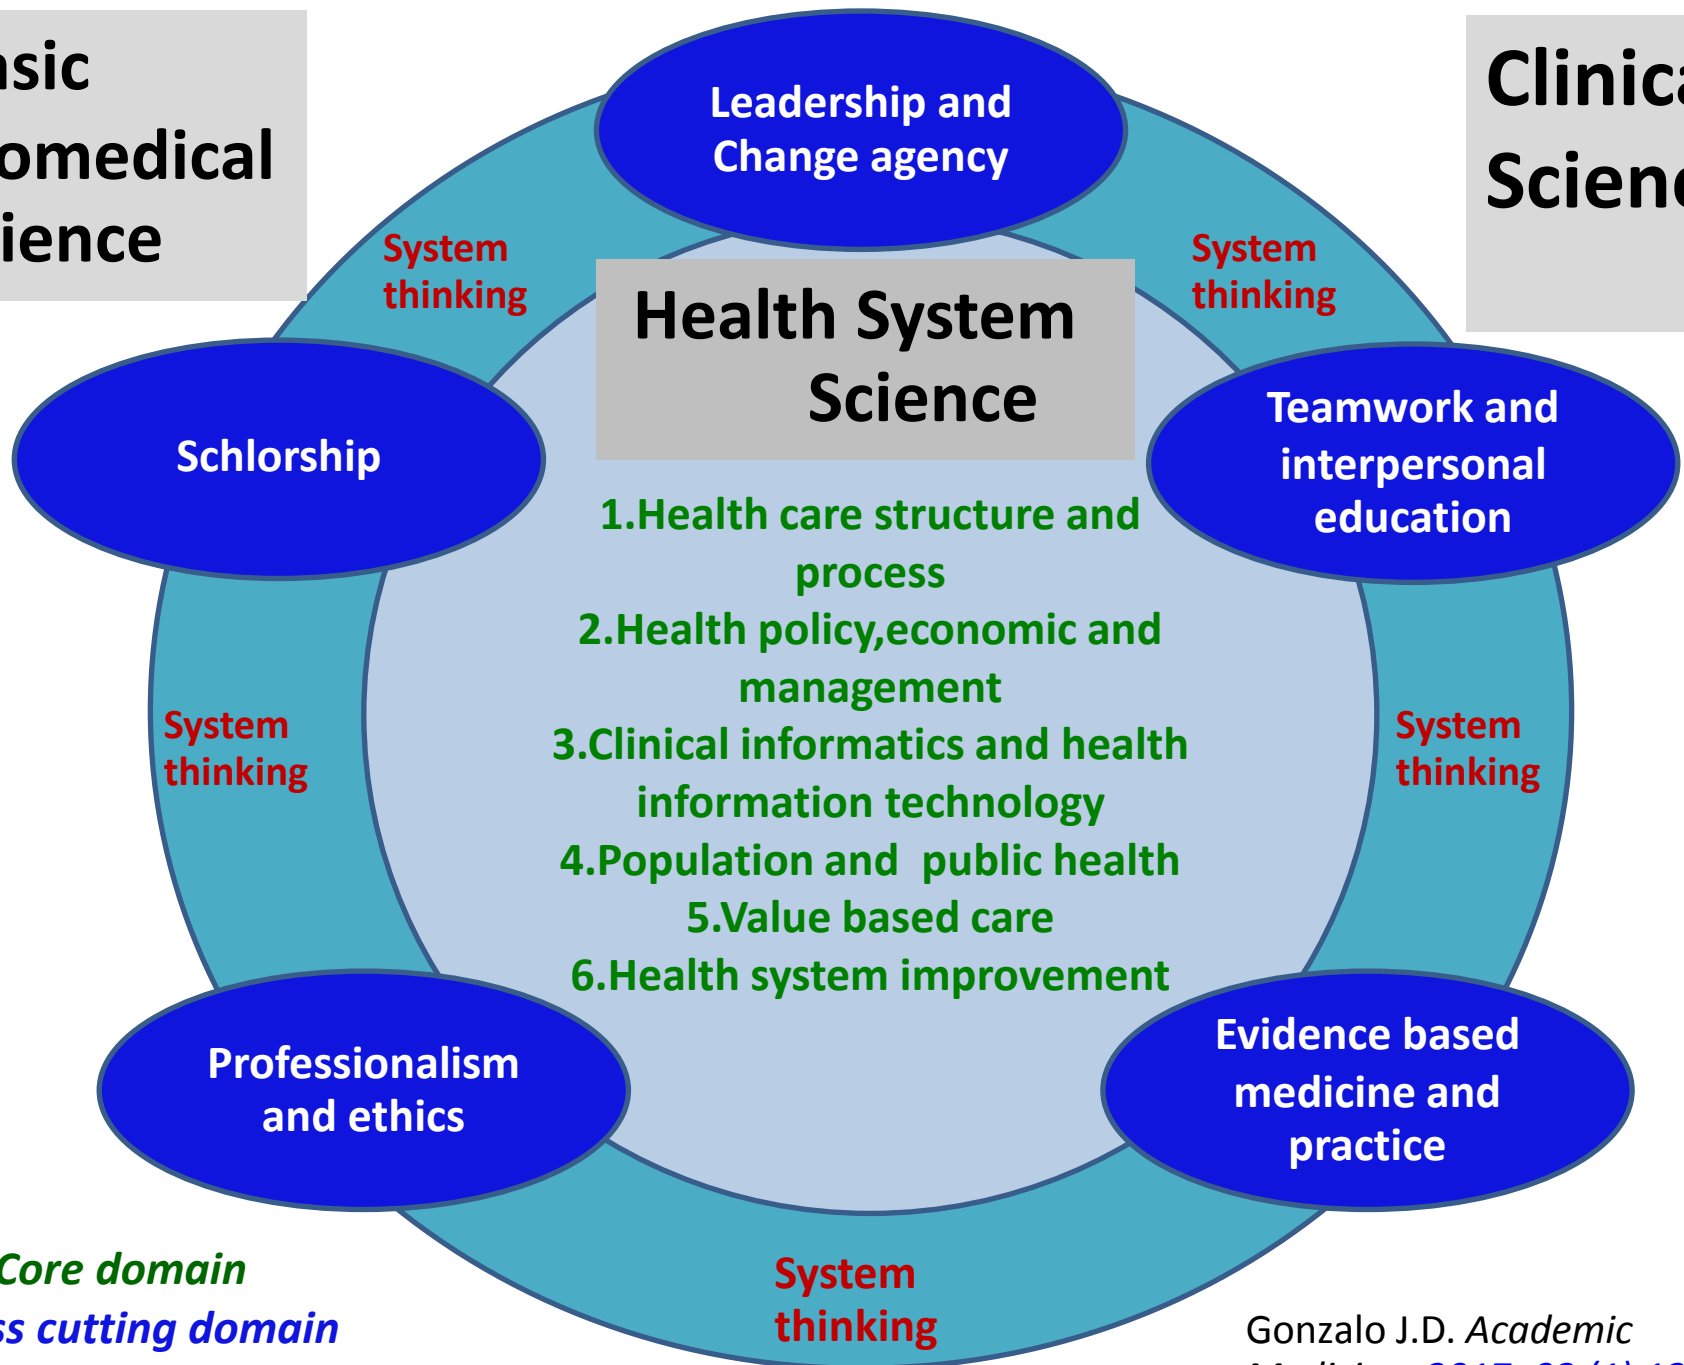 asic
omedical
ience
Clinica
Scienc
Leadership and
Change agency
System
thinking
System
thinking
Health System
Science
Schlorship
Teamwork and
interpersonal
education
1.Health care structure and
process
2.Health policy,economic and
management
3.Clinical informatics and health
information technology
4.Population and  public health
5.Value based care
6.Health system improvement
System
thinking
System
thinking
Professionalism
and ethics
Evidence based
medicine and
practice
System
thinking
Core domain
ss cutting domain
Gonzalo J.D. Academic